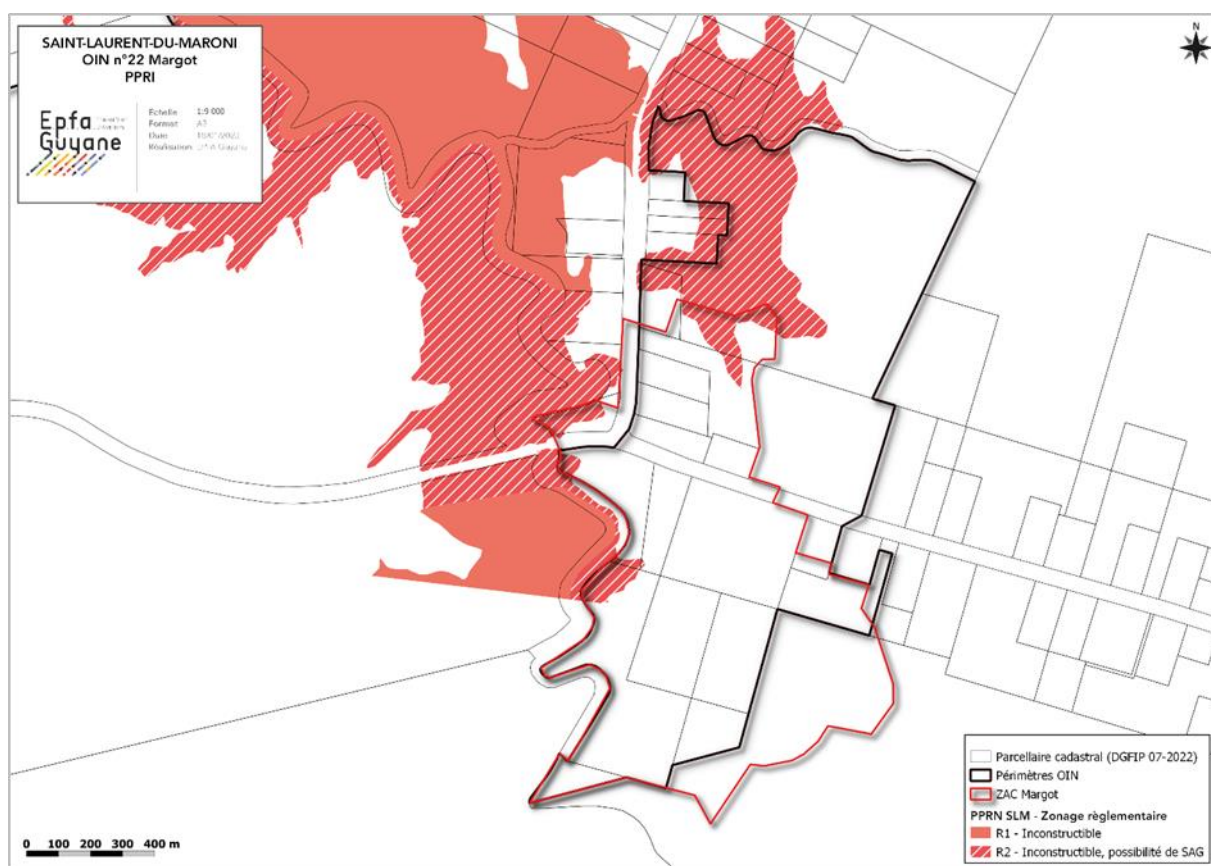 SAINT-LAURENT-DU-MARONI
OIN n°22 Margot
PPRI
Epfa
Guyane
Echelle 1:9 000
Format A3
Date
Réalisation
Parcellaire cadastral (DGFIP 07-2022)
Périmètres OIN
ZAC Margot
PPRN SLM - Zonage règlementaire
R1 - Inconstructible
R2 - Inconstructible, possibilité de SAG
0 100 200 300 400 m